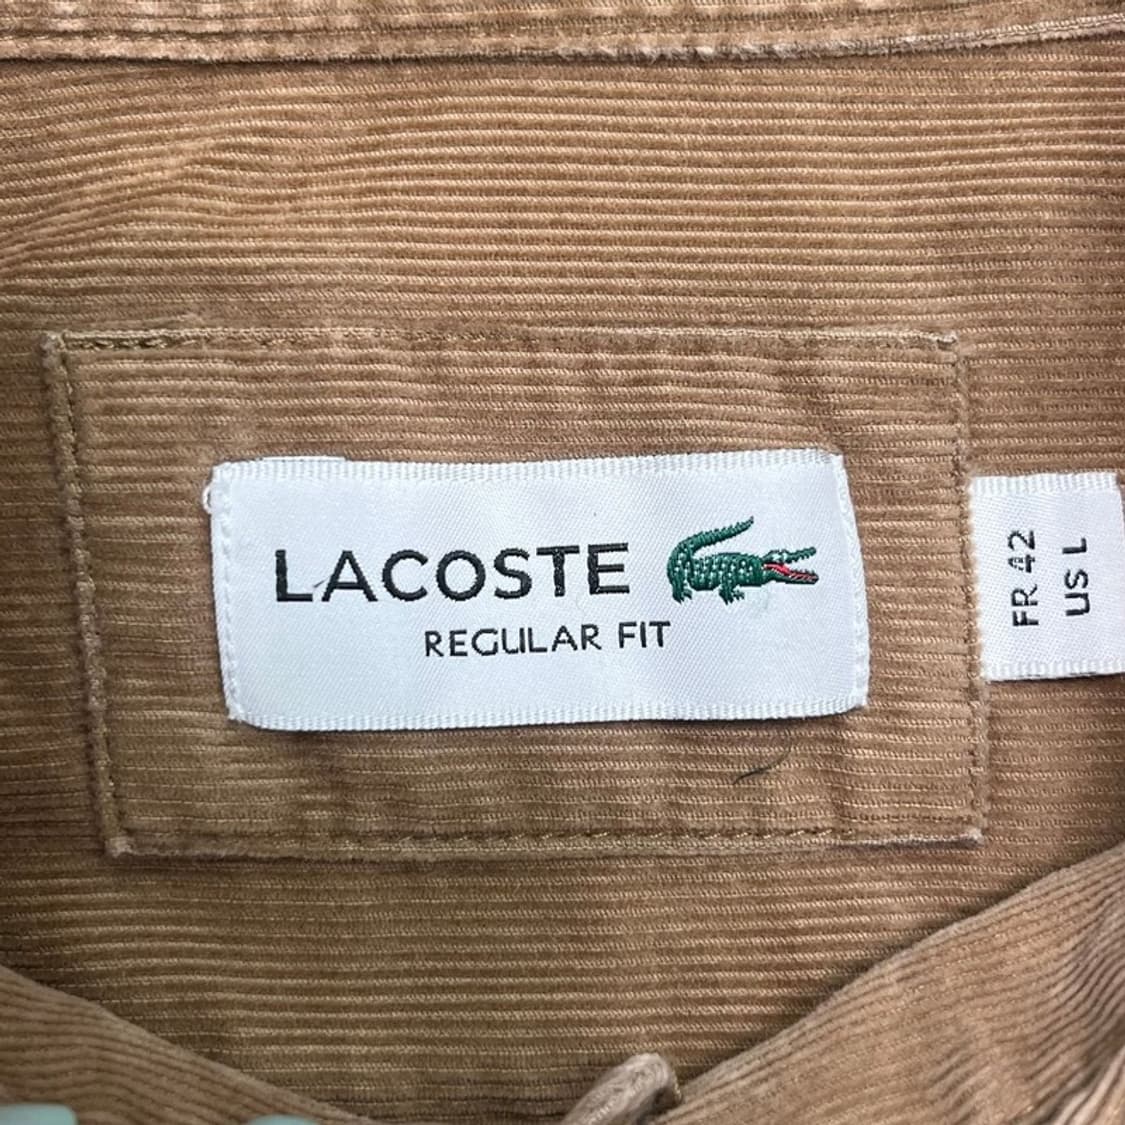 LACOSTE
REGULAR FIT
FR 42
US L